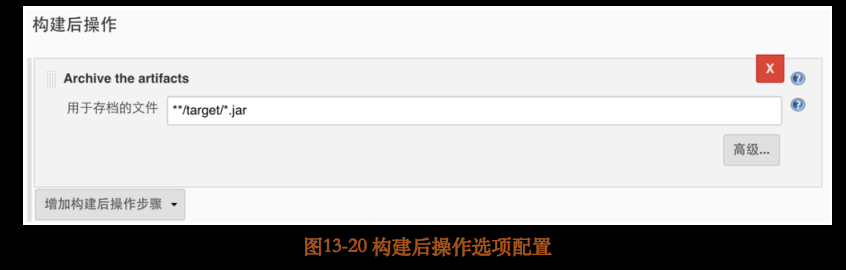 构建后操作
Archive the artifacts
X
用于存档的文件 **/target/*.jar
高级...
增加构建后操作步骤
图13-20 构建后操作选项配置